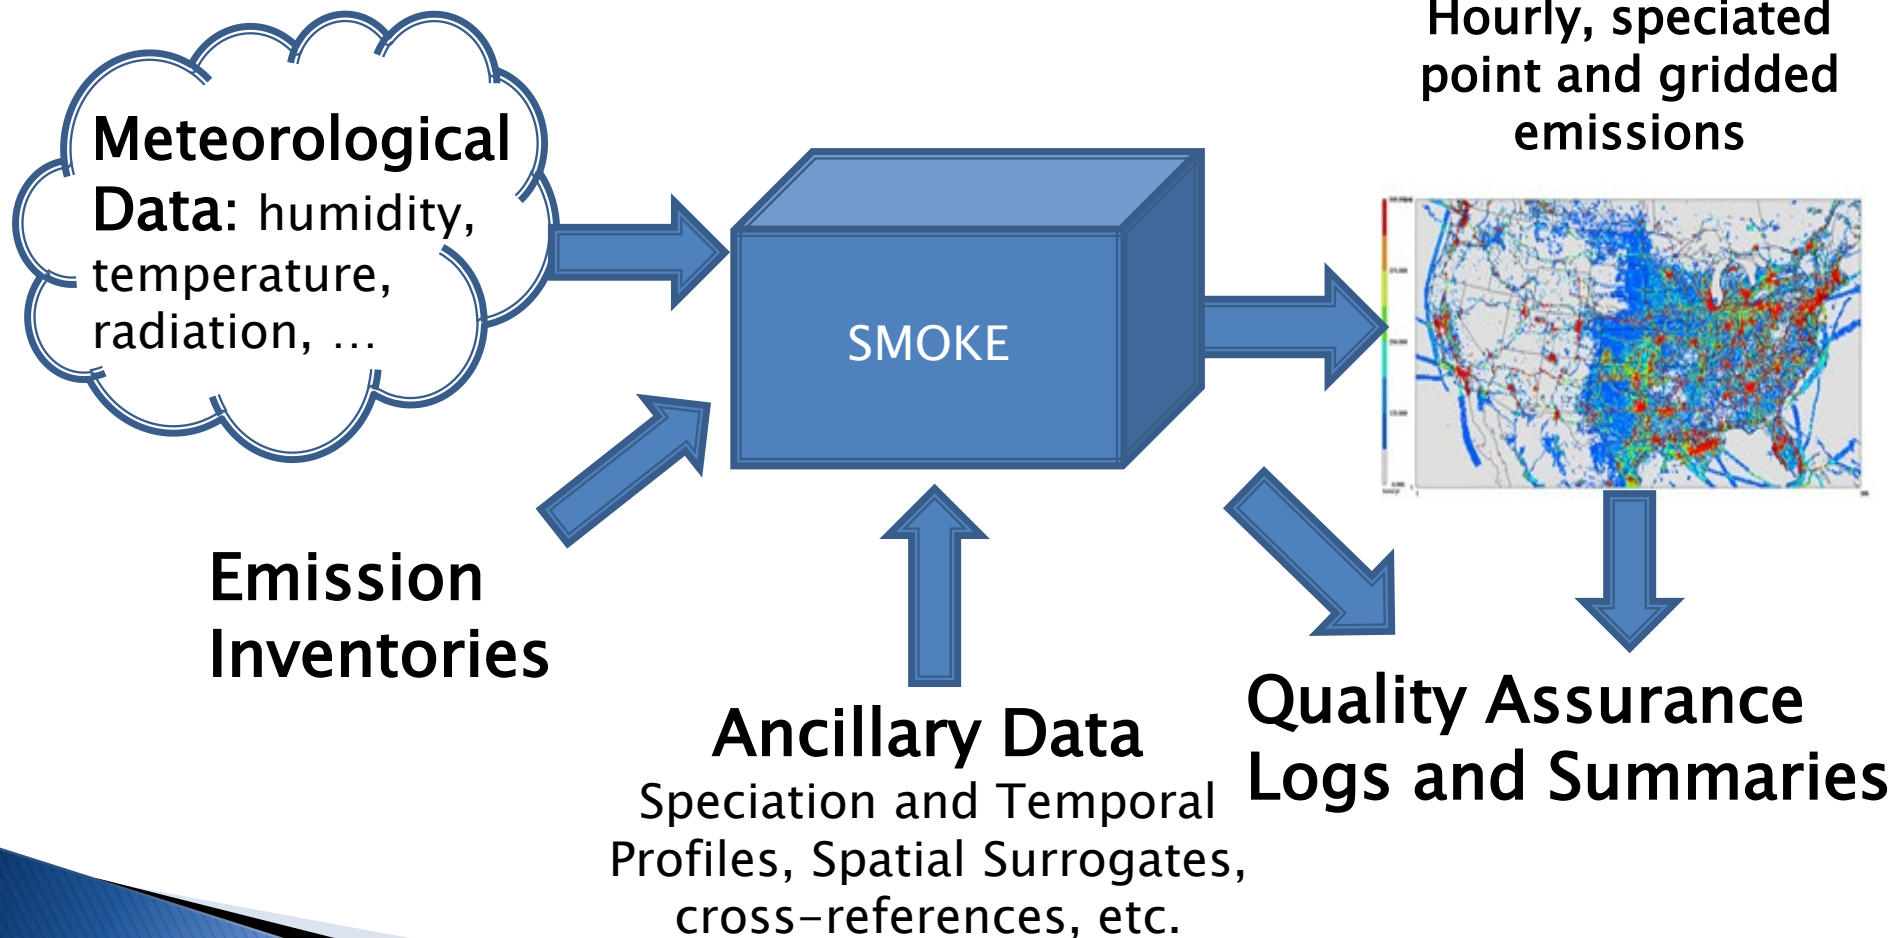 Hourly, speciated
point and gridded
emissions
Meteorological
Data: humidity,
temperature,
radiation, …
SMOKE
Emission
Inventories
Ancillary Data
Speciation and Temporal
Profiles, Spatial Surrogates,
cross-references, etc.
Quality Assurance
Logs and Summaries